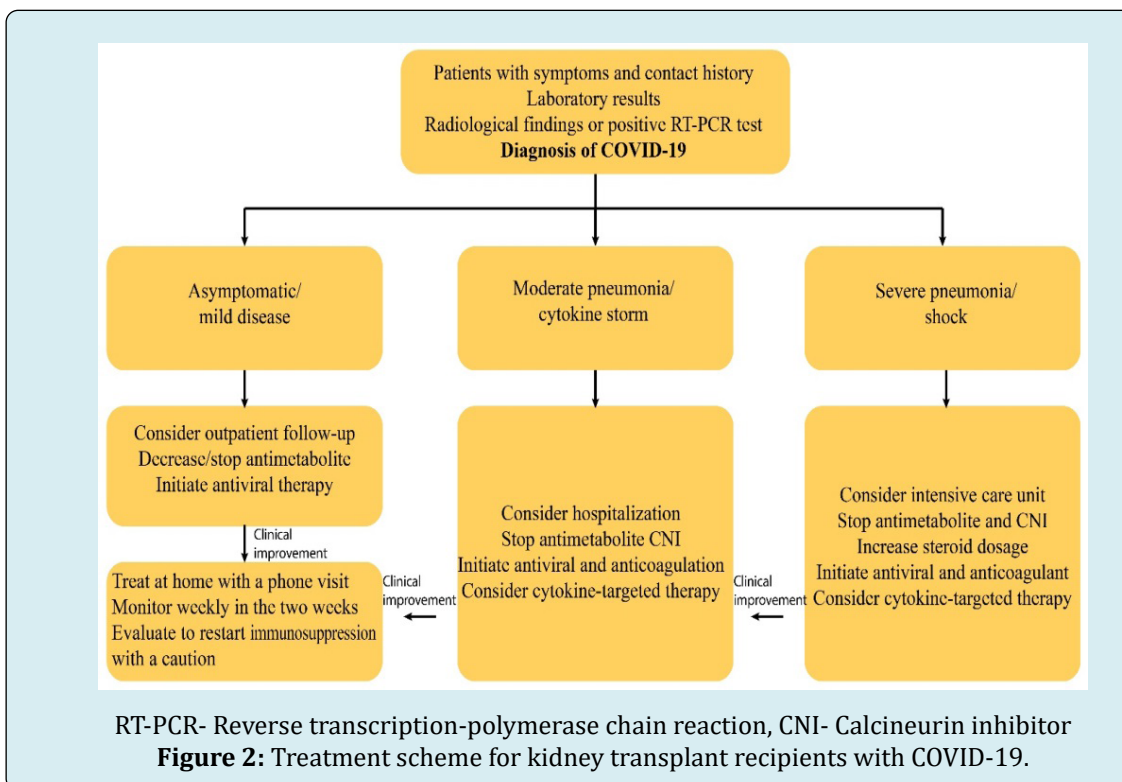 Patients with symptoms and contact history
Laboratory results
Radiological findings or positive RT-PCR test
Diagnosis of COVID-19
Asymptomatic/
mild disease
Moderate pneumonia/
cytokine storm
Severe pneumonia/
shock
Consider outpatient follow-up
Decrease/stop antimetabolite
Initiate antiviral therapy
Clinical
improvement
Treat at home with a phone visit
Monitor weekly in the two weeks
Evaluate to restart immunosuppression
with a caution
Clinical
improvement
Consider hospitalization
Stop antimetabolite CNI
Initiate antiviral and anticoagulation
Consider cytokine-targeted therapy
Clinical
improvement
Consider intensive care unit
Stop antimetabolite and CNI
Increase steroid dosage
Initiate antiviral and anticoagulant
Consider cytokine-targeted therapy
RT-PCR- Reverse transcription-polymerase chain reaction, CNI- Calcineurin inhibitor
Figure 2: Treatment scheme for kidney transplant recipients with COVID-19.